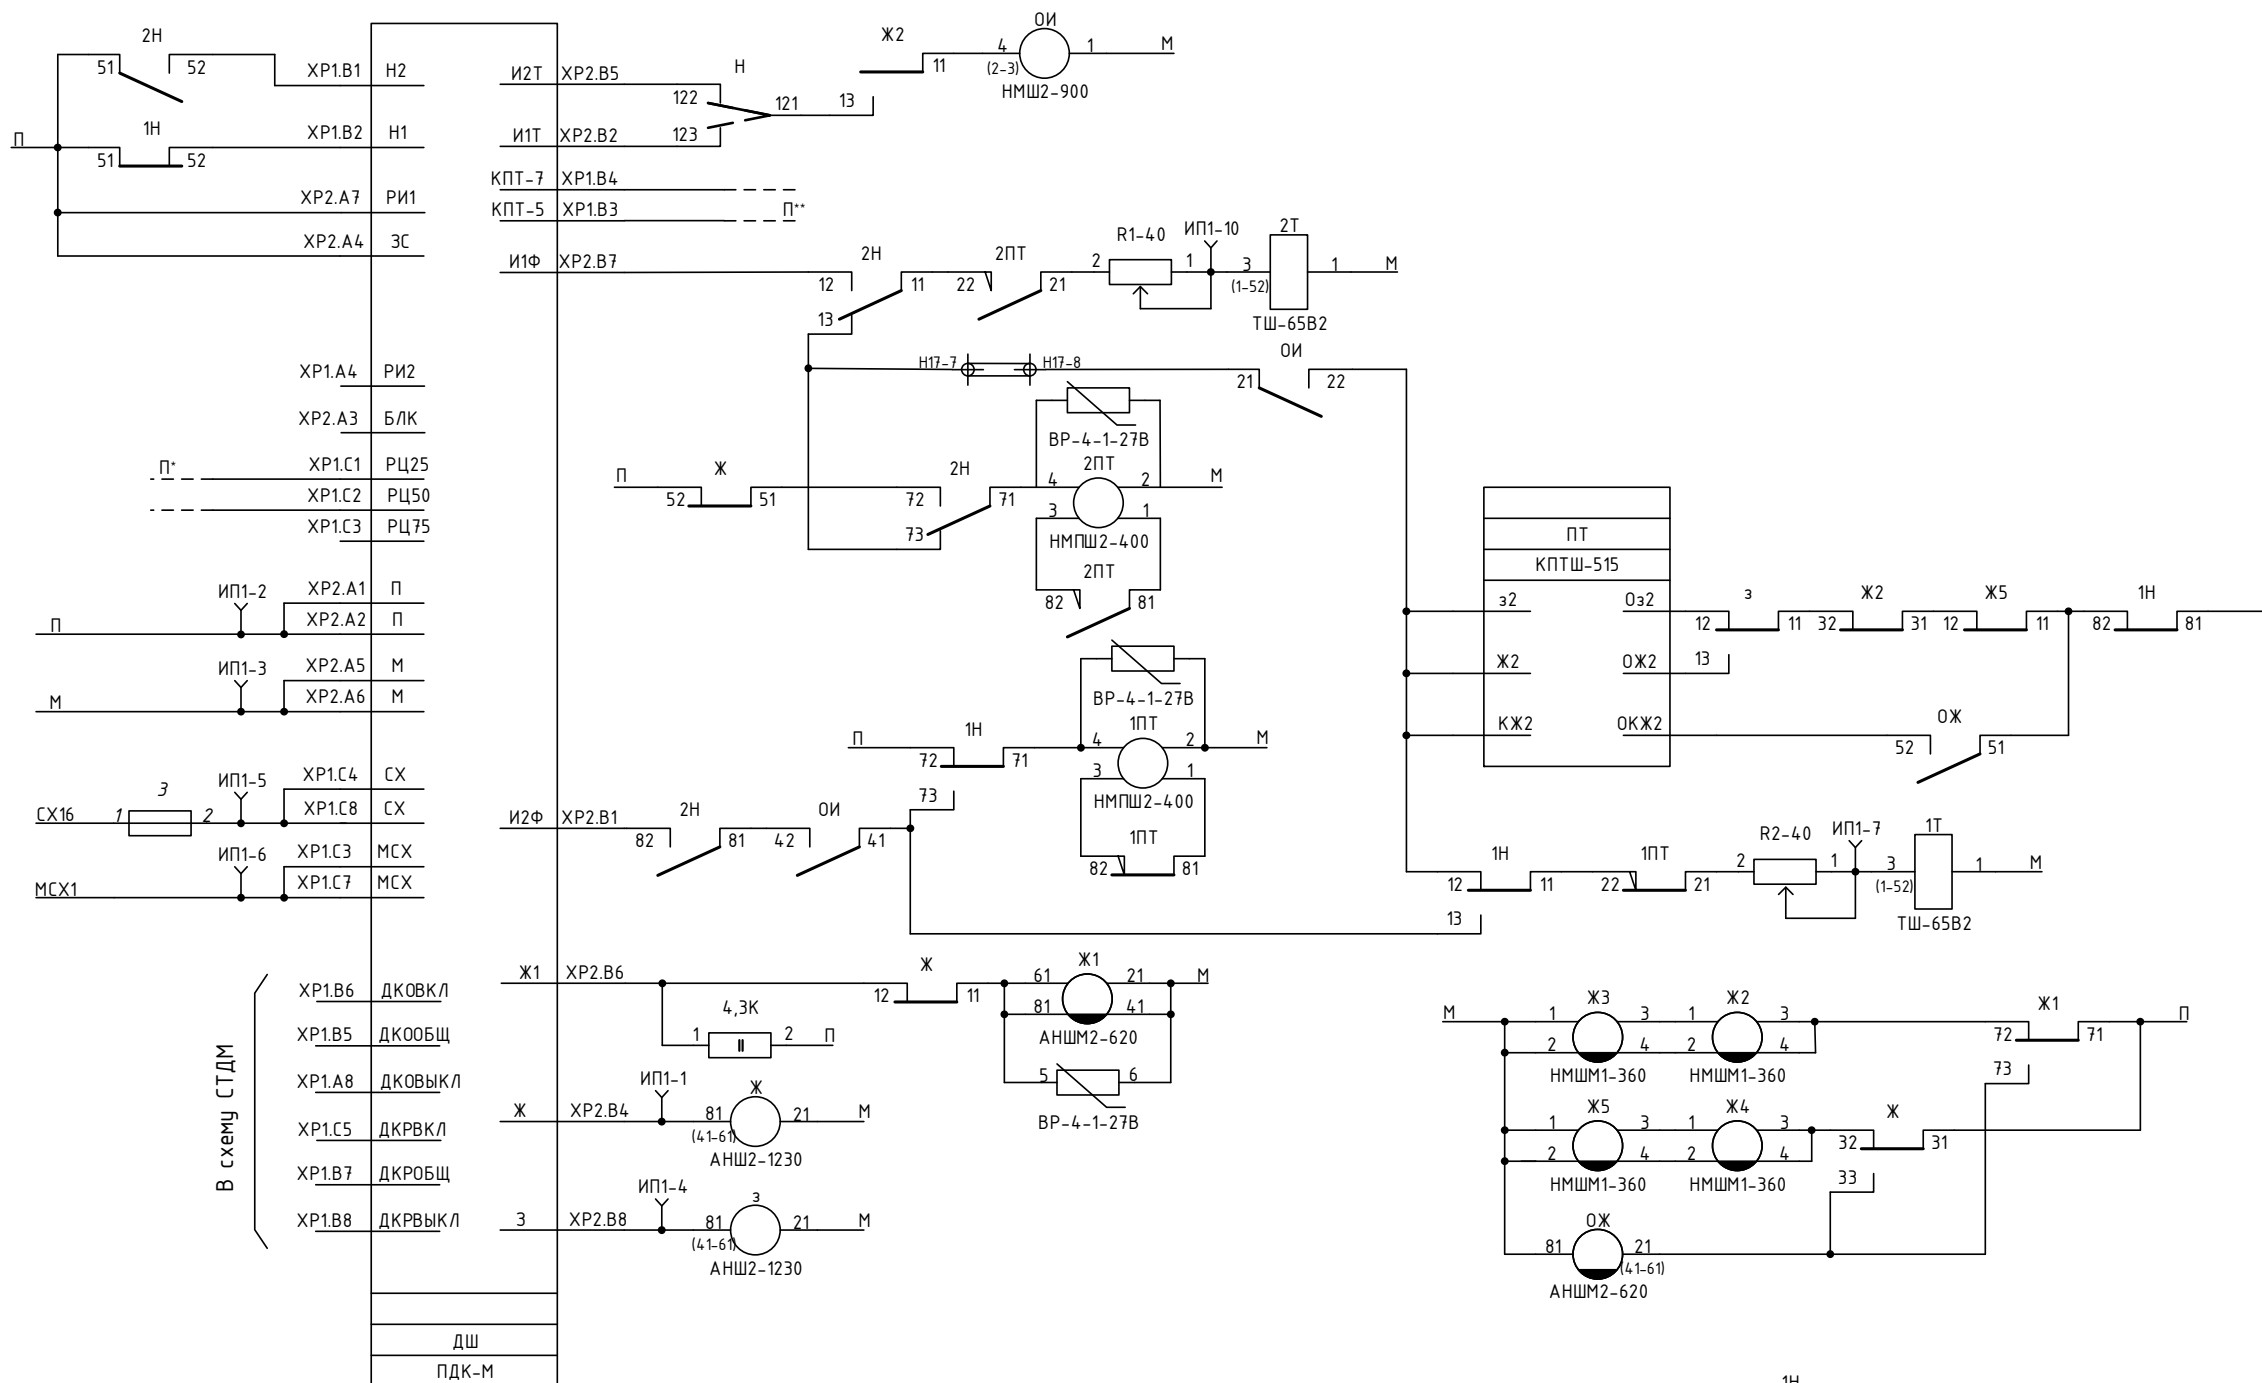 2Н
51 52
П
1Н
51 52
ХР1.В1 Н2
ХР1.В2 Н1
ХР2.А7 РИ1
ХР2.А4 ЗС
ХР1.А4 РИ2
ХР2.А3 БЛК
П* ХР1.С1 РЦ25
ХР1.С2 РЦ50
ХР1.С3 РЦ75
ИП1-2 ХР2.А1 П
П ХР2.А2 П
ИП1-3 ХР2.А5 М
М ХР2.А6 М
СХ16 1 3 2 ИП1-5 ХР1.С4 СХ
ХР1.С8 СХ
ИП1-6 ХР1.С3 МСХ
МСХ1 ХР1.С7 МСХ
В схему СТДМ
ХР1.В6 ДКОВКЛ
ХР1.В5 ДКООБЩ
ХР1.А8 ДКОВЫКЛ
ХР1.С5 ДКРВКЛ
ХР1.В7 ДКРОБЩ
ХР1.В8 ДКРВЫКЛ
ДШ
ПДК-М
И2Т ХР2.В5
И1Т ХР2.В2
Н
122 121 123
13
Ж2
11
ОИ
4 1 М
(2-3)
НМШ2-900
КПТ-7 ХР1.В4
КПТ-5 ХР1.В3 П**
И1Ф ХР2.В7
2Н
12 11 13
2ПТ
22 21
R1-40
2 1
ИП1-10
3
(1-52)
2Т
1 М
ТШ-65В2
Н17-7 Н17-8
ОИ
21 22
ВР-4-1-27В
П
Ж
52 51
2Н
72 71 73
2ПТ
4 2 М
3 1
НМПШ2-400
2ПТ
82 81
ВР-4-1-27В
П
1Н
72 71
73
1ПТ
4 2 М
3 1
НМПШ2-400
1ПТ
82 81
И2Ф ХР2.В1
2Н
82 81
ОИ
42 41
ПТ
КПТШ-515
з2 Оз2
Ж2 ОЖ2
КЖ2 ОКЖ2
з
12 11
13
Ж2
32 31
Ж5
12 11
1Н
82 81
ОЖ
52 51
1Н
12 11
13
1ПТ
22 21
R2-40
2 1
ИП1-7
3
(1-52)
1Т
1 М
ТШ-65В2
Ж1 ХР2.В6
4,3К
1 2 П
Ж
12 11
Ж1
61 21 М
81 41
АНШМ2-620
5 6
ВР-4-1-27В
Ж ХР2.В4
ИП1-1
81
(41-61)
Ж
21 М
АНШ2-1230
З ХР2.В8
ИП1-4
81
(41-61)
з
21 М
АНШ2-1230
М
Ж3 Ж2
1 3 1 3
2 4 2 4
НМШМ1-360 НМШМ1-360
Ж1
72 71 П
73
Ж5 Ж4
1 3 1 3
2 4 2 4
НМШМ1-360 НМШМ1-360
Ж
32 31
33
ОЖ
81 21
(41-61)
АНШМ2-620
1Н